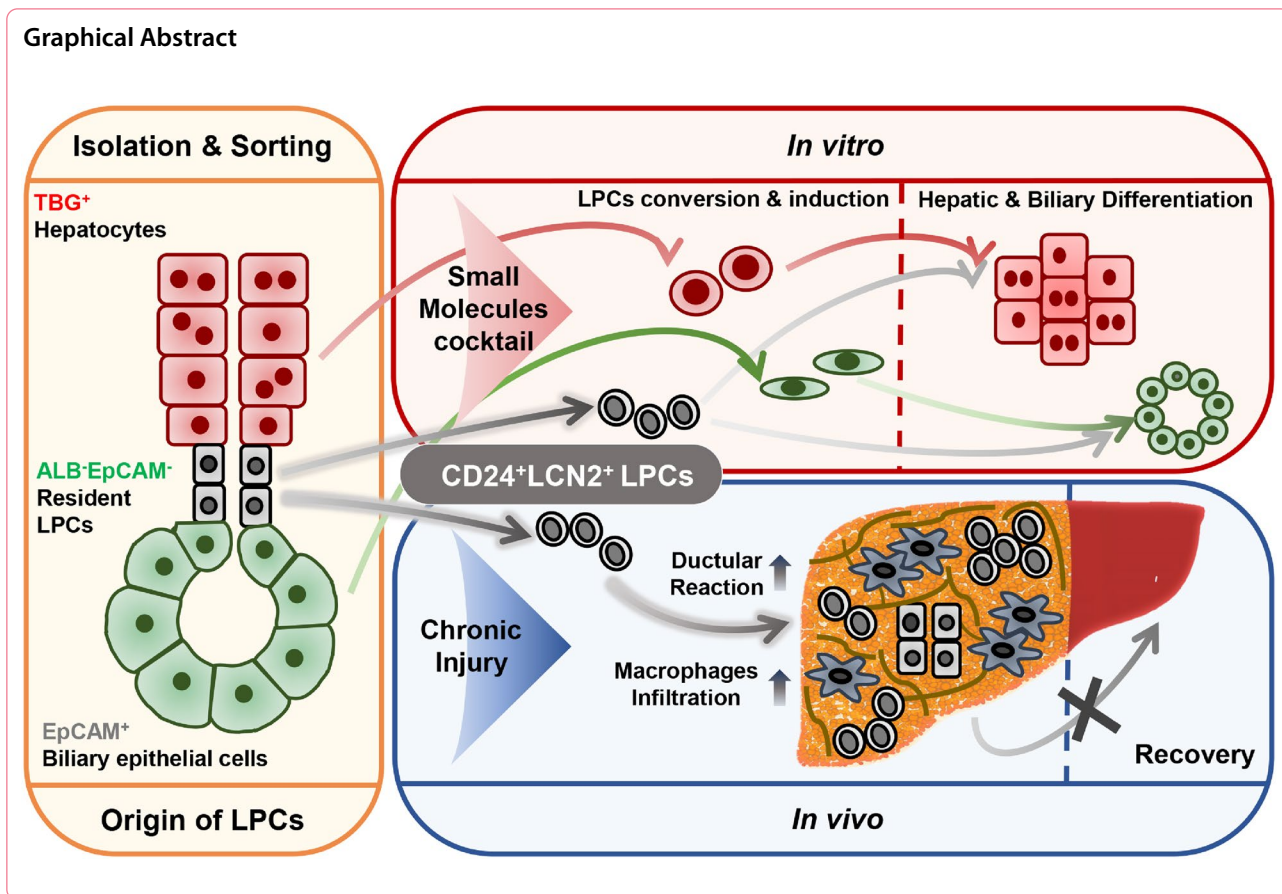 Graphical Abstract
Isolation & Sorting
TBG⁺
Hepatocytes
ALB⁻EpCAM⁻
Resident
LPCs
EpCAM⁺
Biliary epithelial cells
Origin of LPCs
In vitro
LPCs conversion & induction
Hepatic & Biliary Differentiation
Small
Molecules
cocktail
CD24⁺LCN2⁺ LPCs
Chronic
Injury
Ductular
Reaction
Macrophages
Infiltration
Recovery
In vivo